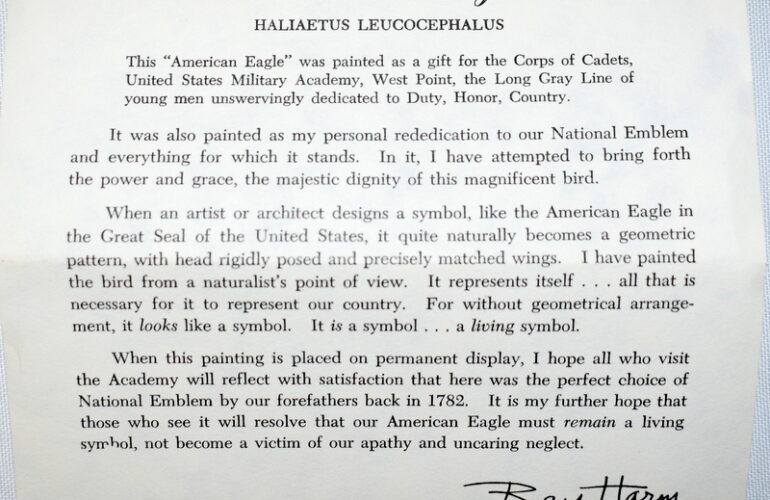 HALIAETUS LEUCOCEPHALUS
This “American Eagle” was painted as a gift for the Corps of Cadets,
United States Military Academy, West Point, the Long Gray Line of
young men unswervingly dedicated to Duty, Honor, Country.
It was also painted as my personal rededication to our National Emblem
and everything for which it stands. In it, I have attempted to bring forth
the power and grace, the majestic dignity of this magnificent bird.
When an artist or architect designs a symbol, like the American Eagle in
the Great Seal of the United States, it quite naturally becomes a geometric
pattern, with head rigidly posed and precisely matched wings. I have painted
the bird from a naturalist’s point of view. It represents itself . . . all that is
necessary for it to represent our country. For without geometrical arrange-
ment, it looks like a symbol. It is a symbol . . . a living symbol.
When this painting is placed on permanent display, I hope all who visit
the Academy will reflect with satisfaction that here was the perfect choice of
National Emblem by our forefathers back in 1782. It is my further hope that
those who see it will resolve that our American Eagle must remain a living
symbol, not become a victim of our apathy and uncaring neglect.
Ray Harm